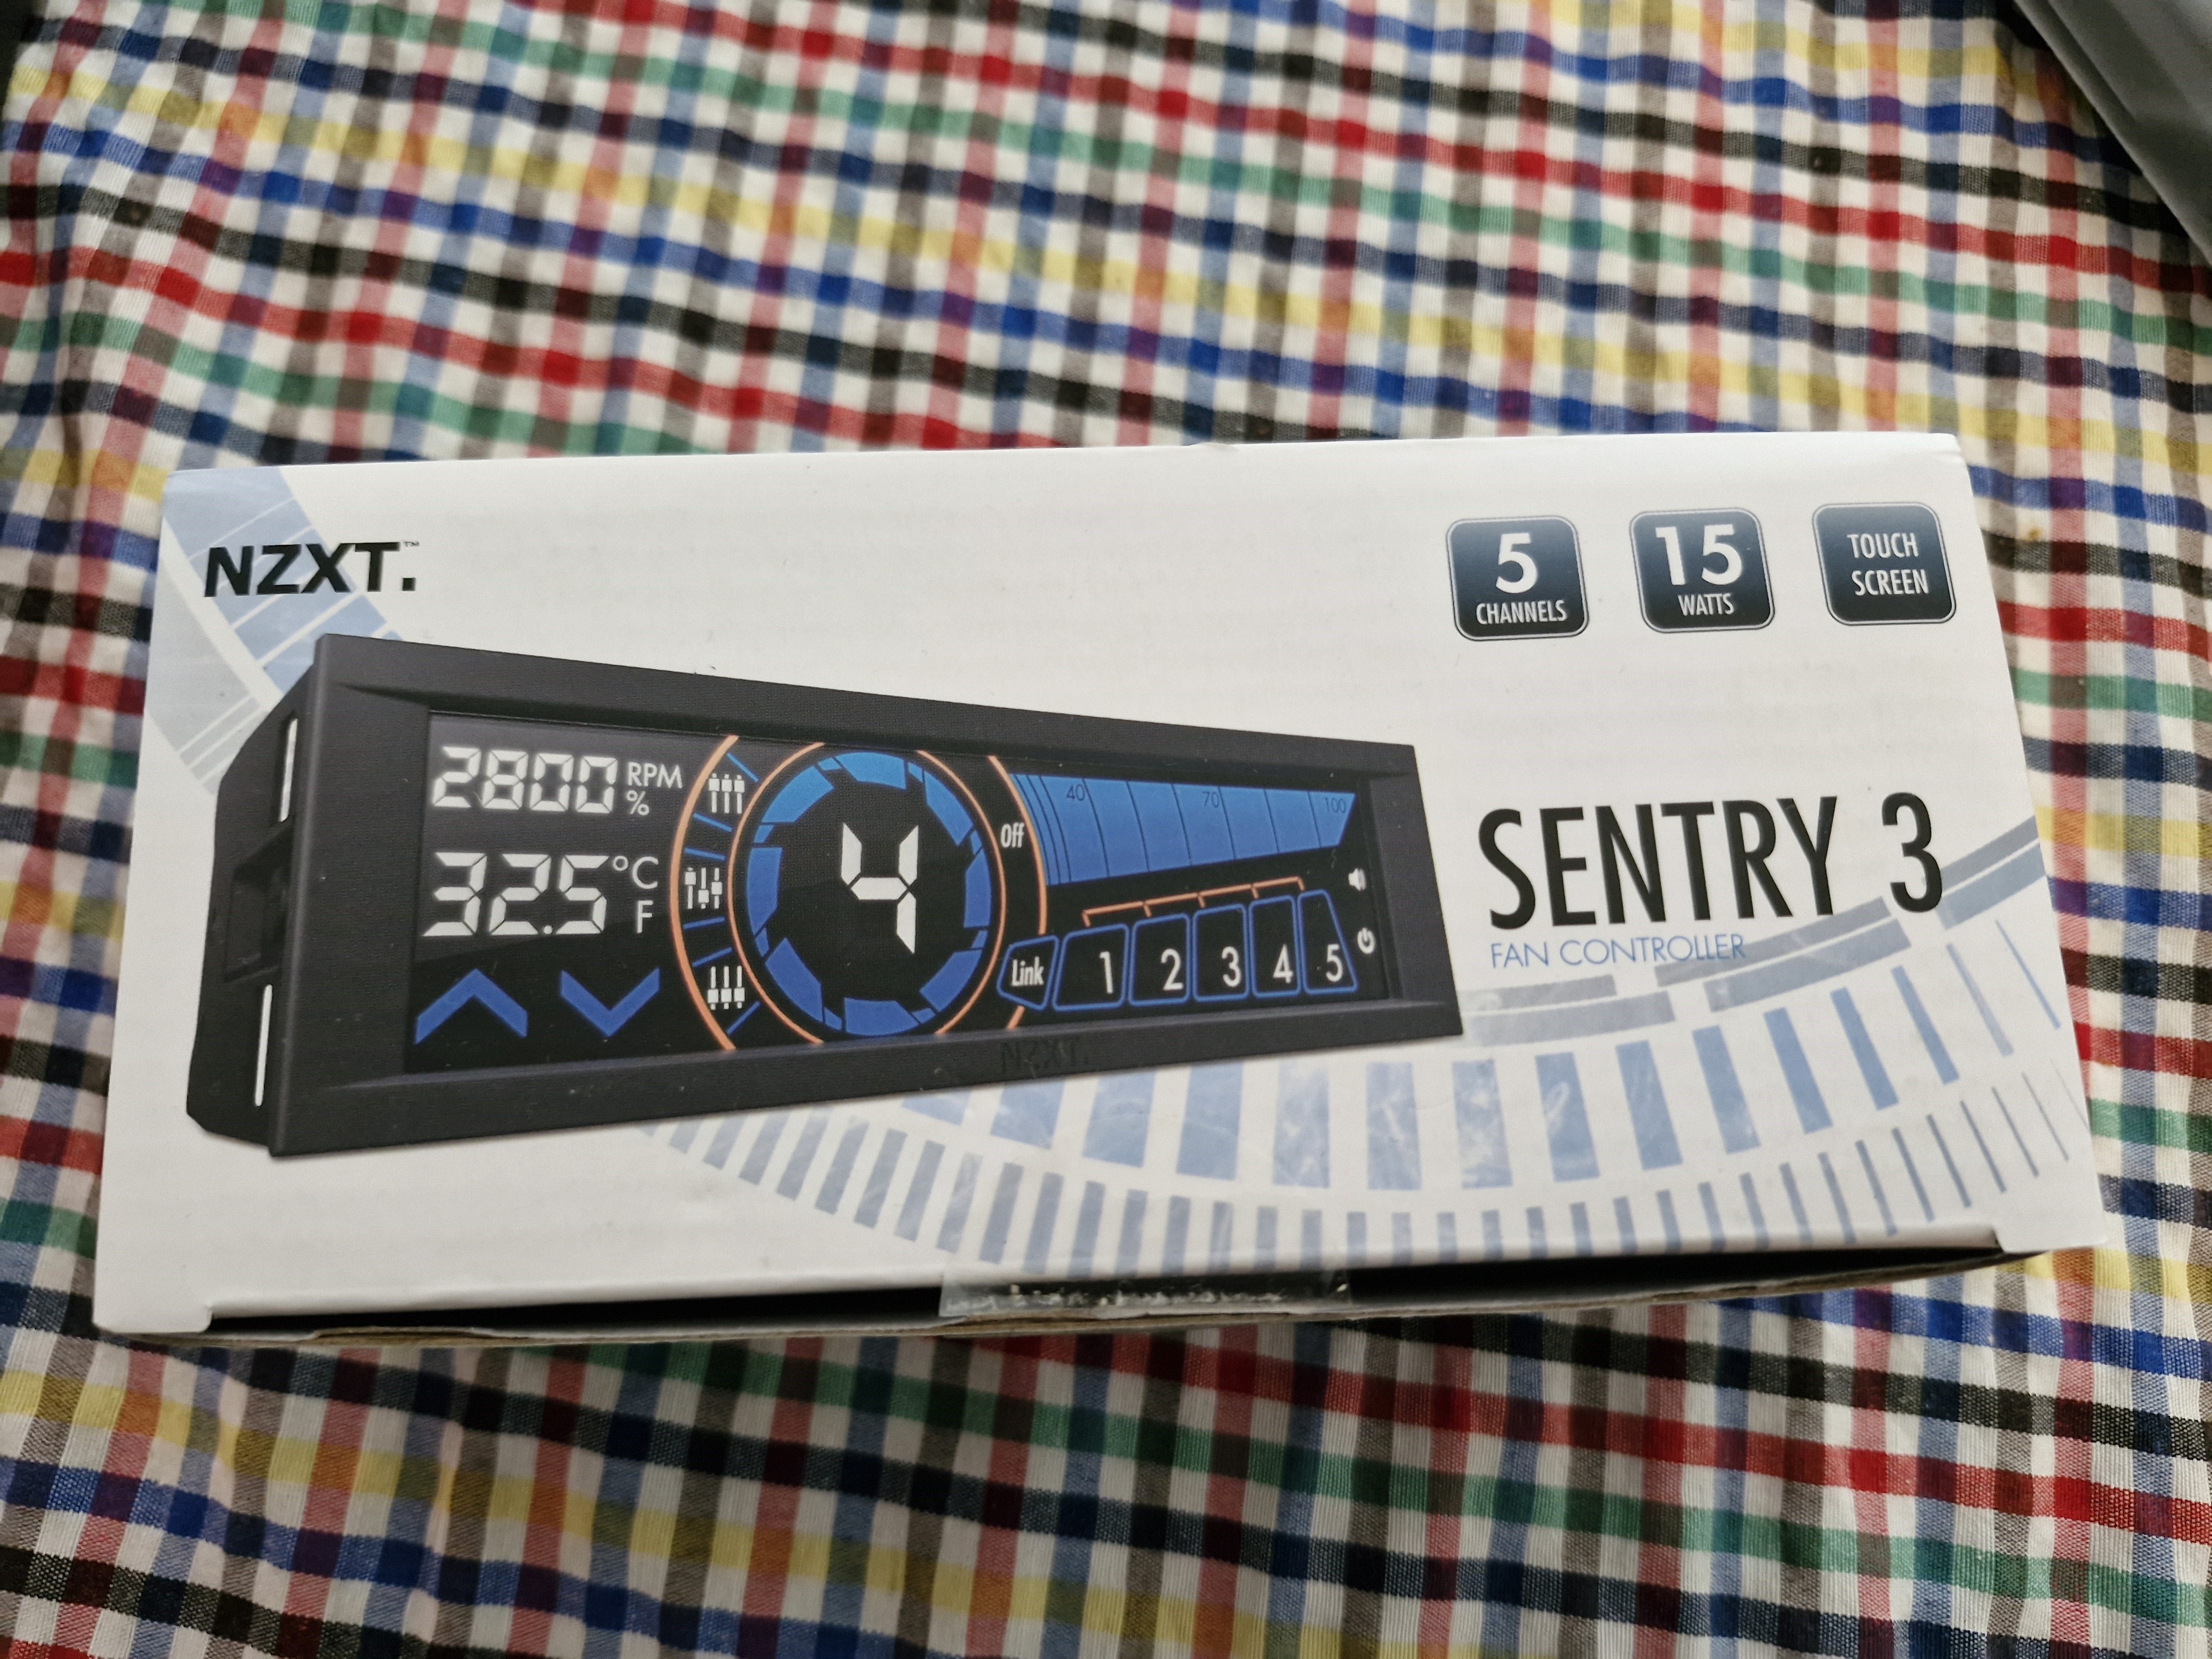 NZXT.™
5
CHANNELS
15
WATTS
TOUCH
SCREEN
2800 RPM
%
32.5 °C
F
4
Off
40 70 100
Link 1 2 3 4 5
NZXT.
SENTRY 3
FAN CONTROLLER